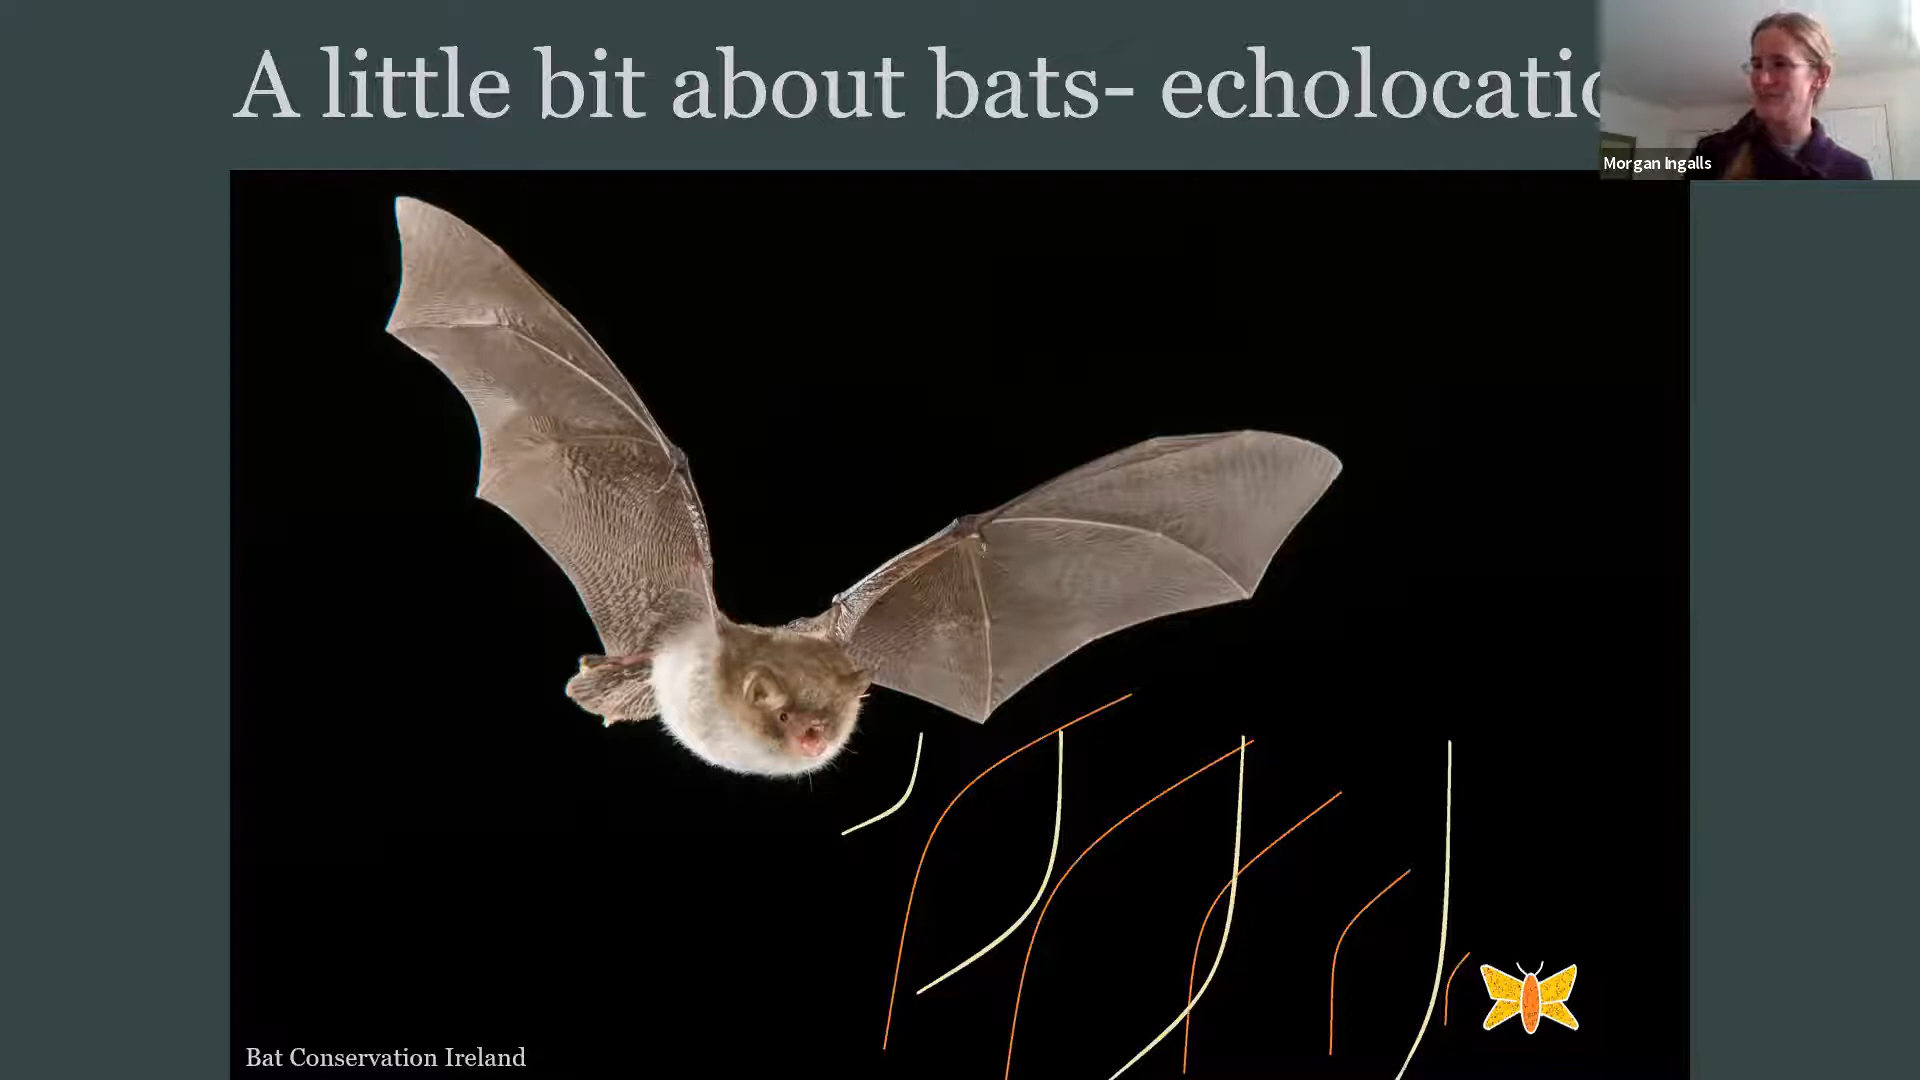 A little bit about bats- echolocatio
Morgan Ingalls
Bat Conservation Ireland